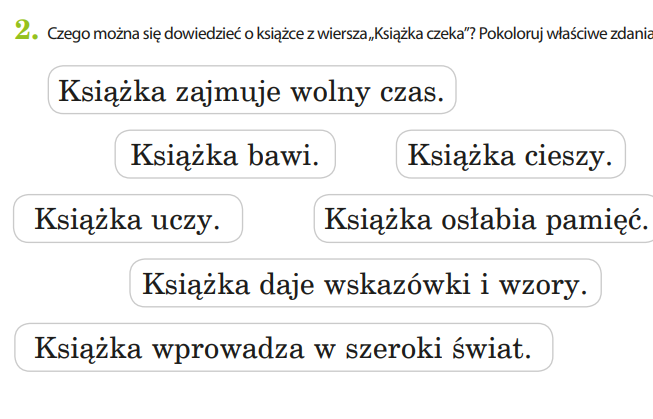 2. Czego można się dowiedzieć o książce z wiersza „Książka czeka”? Pokoloruj właściwe zdania
Książka zajmuje wolny czas.
Książka bawi. Książka cieszy.
Książka uczy. Książka osłabia pamięć.
Książka daje wskazówki i wzory.
Książka wprowadza w szeroki świat.